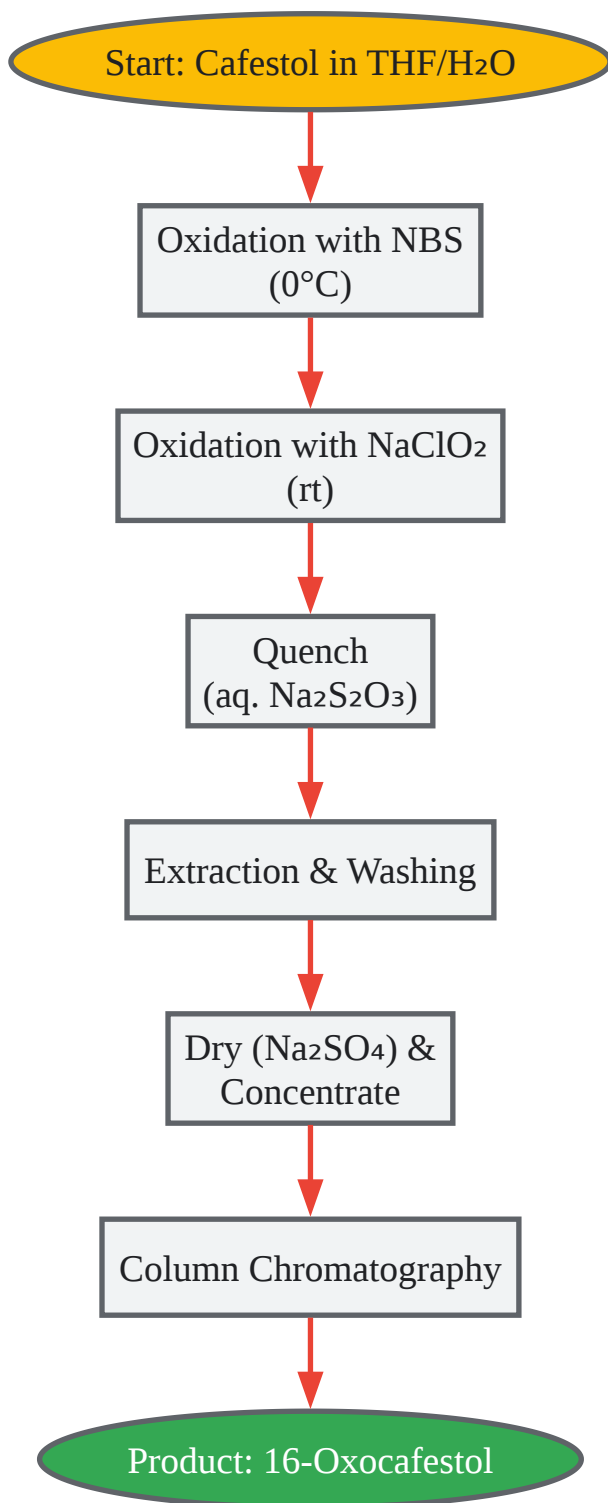 Start: Cafestol in THF/H₂O
Oxidation with NBS
(0°C)
Oxidation with NaClO₂
(rt)
Quench
(aq. Na₂S₂O₃)
Extraction & Washing
Dry (Na₂SO₄) &
Concentrate
Column Chromatography
Product: 16-Oxocafestol